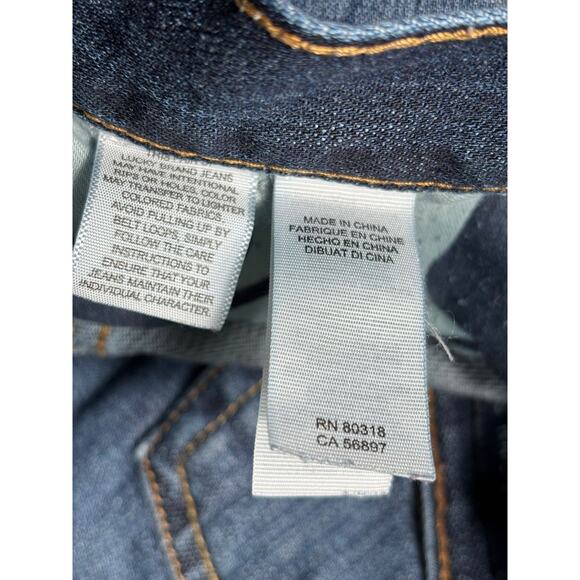 LUCKY BRAND JEANS
MAY HAVE INTENTIONAL
RIPS OR HOLES. COLOR
MAY TRANSFER TO LIGHTER
COLORED FABRICS.
AVOID PULLING UP BY
BELT LOOPS. SIMPLY
FOLLOW THE CARE
INSTRUCTIONS TO
ENSURE THAT YOUR
JEANS MAINTAIN THEIR
INDIVIDUAL CHARACTER.
MADE IN CHINA
FABRIQUE EN CHINE
HECHO EN CHINA
DIBUAT DI CINA
RN 80318
CA 56897